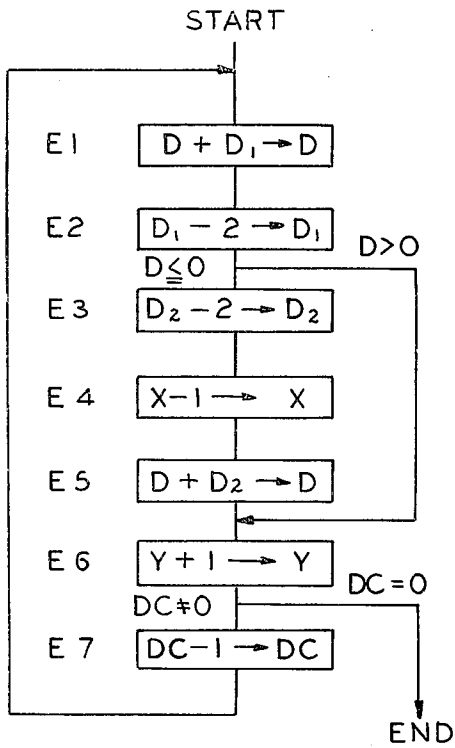 START
E1 D + D₁ → D
E2 D₁ − 2 → D₁
D≦0 D>0
E3 D₂ − 2 → D₂
E4 X−1 → X
E5 D + D₂ → D
E6 Y + 1 → Y
DC≠0 DC=0
E7 DC−1 → DC
END